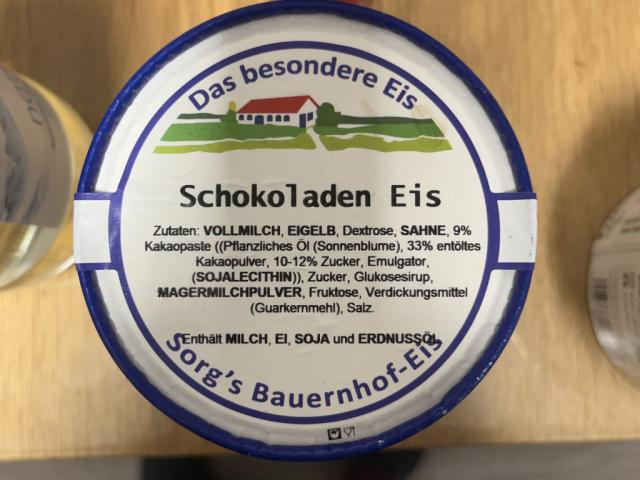 Das besondere Eis
Schokoladen Eis
Zutaten: VOLLMILCH, EIGELB, Dextrose, SAHNE, 9%
Kakaopaste ((Pflanzliches Öl (Sonnenblume), 33% entöltes
Kakaopulver, 10-12% Zucker, Emulgator,
(SOJALECITHIN)), Zucker, Glukosesirup,
MAGERMILCHPULVER, Fruktose, Verdickungsmittel
(Guarkernmehl), Salz.
Enthält MILCH, EI, SOJA und ERDNUSSÖL
Sorg's Bauernhof-Eis